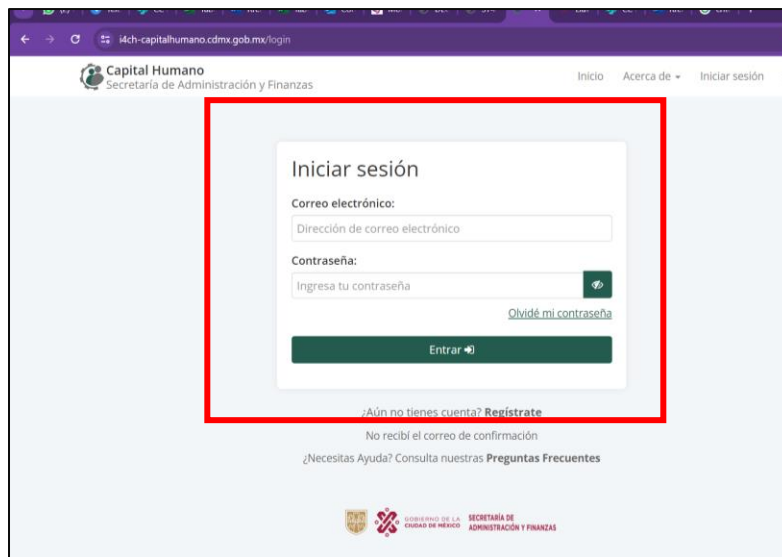 i4ch-capitalhumano.cdmx.gob.mx/login
Capital Humano
Secretaría de Administración y Finanzas
Inicio Acerca de Iniciar sesión
Iniciar sesión
Correo electrónico:
Dirección de correo electrónico
Contraseña:
Ingresa tu contraseña
Olvidé mi contraseña
Entrar
¿Aún no tienes cuenta? Regístrate
No recibí el correo de confirmación
¿Necesitas Ayuda? Consulta nuestras Preguntas Frecuentes
GOBIERNO DE LA SECRETARÍA DE
CIUDAD DE MÉXICO ADMINISTRACIÓN Y FINANZAS